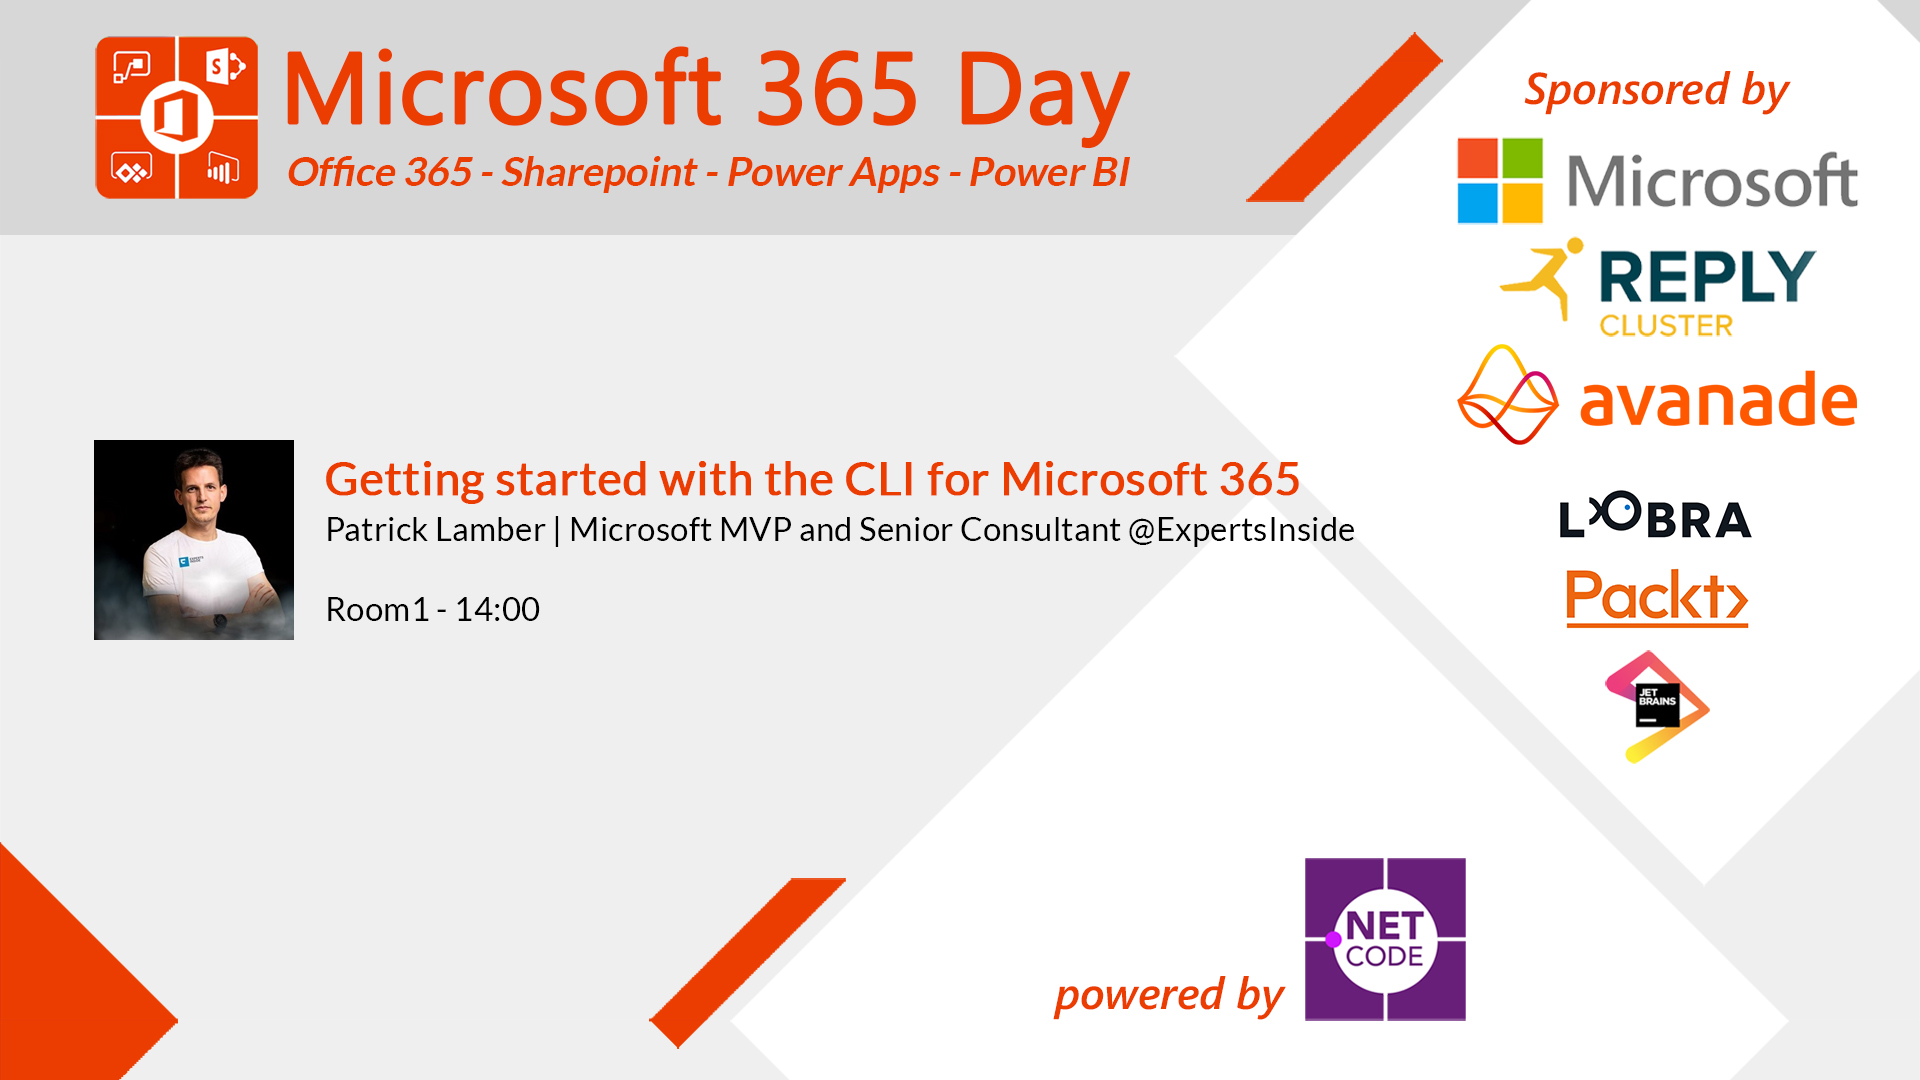 Microsoft 365 Day
Office 365 - Sharepoint - Power Apps - Power BI
Sponsored by
Microsoft
REPLY
CLUSTER
avanade
Getting started with the CLI for Microsoft 365
Patrick Lamber | Microsoft MVP and Senior Consultant @ExpertsInside
Room1 - 14:00
LOBRA
Packt>
JET
BRAINS
powered by
NET
CODE